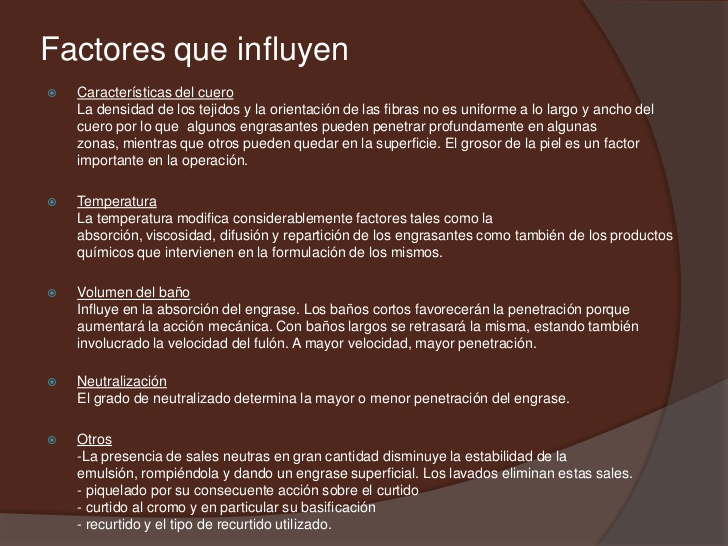 Factores que influyen
Características del cuero
La densidad de los tejidos y la orientación de las fibras no es uniforme a lo largo y ancho del
cuero por lo que algunos engrasantes pueden penetrar profundamente en algunas
zonas, mientras que otros pueden quedar en la superficie. El grosor de la piel es un factor
importante en la operación.
Temperatura
La temperatura modifica considerablemente factores tales como la
absorción, viscosidad, difusión y repartición de los engrasantes como también de los productos
químicos que intervienen en la formulación de los mismos.
Volumen del baño
Influye en la absorción del engrase. Los baños cortos favorecerán la penetración porque
aumentará la acción mecánica. Con baños largos se retrasará la misma, estando también
involucrado la velocidad del fulón. A mayor velocidad, mayor penetración.
Neutralización
El grado de neutralizado determina la mayor o menor penetración del engrase.
Otros
-La presencia de sales neutras en gran cantidad disminuye la estabilidad de la
emulsión, rompiéndola y dando un engrase superficial. Los lavados eliminan estas sales.
- piquelado por su consecuente acción sobre el curtido
- curtido al cromo y en particular su basificación
- recurtido y el tipo de recurtido utilizado.